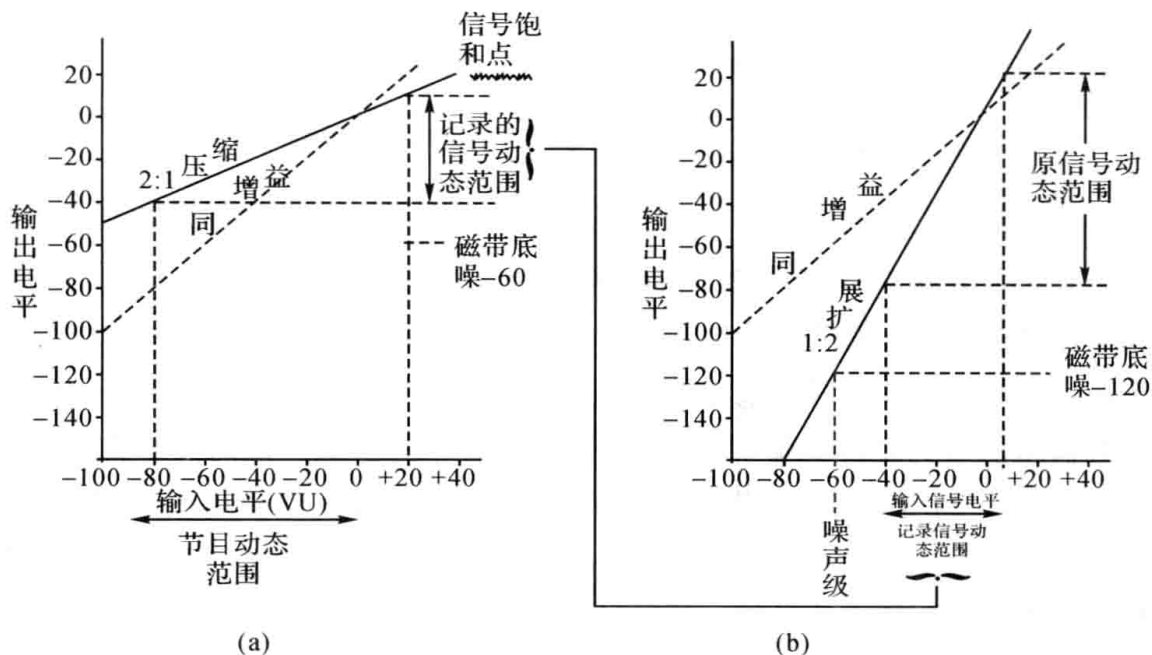 信号饱
和点
20
0
-20
-40
-60
-80
-100
-120
-140
输出电平
2:1
压缩
同增益
记录的
信号动
态范围
磁带底
噪-60
-100 -80 -60 -40 -20 0 +20 +40
输入电平(VU)
节目动态
范围
(a)
20
0
-20
-40
-60
-80
-100
-120
-140
同增益
1:2
扩展
原信号动
态范围
磁带底
噪-120
-100 -80 -60 -40 -20 0 +20 +40
输入信号电平
记录信号动
态范围
噪声级
(b)